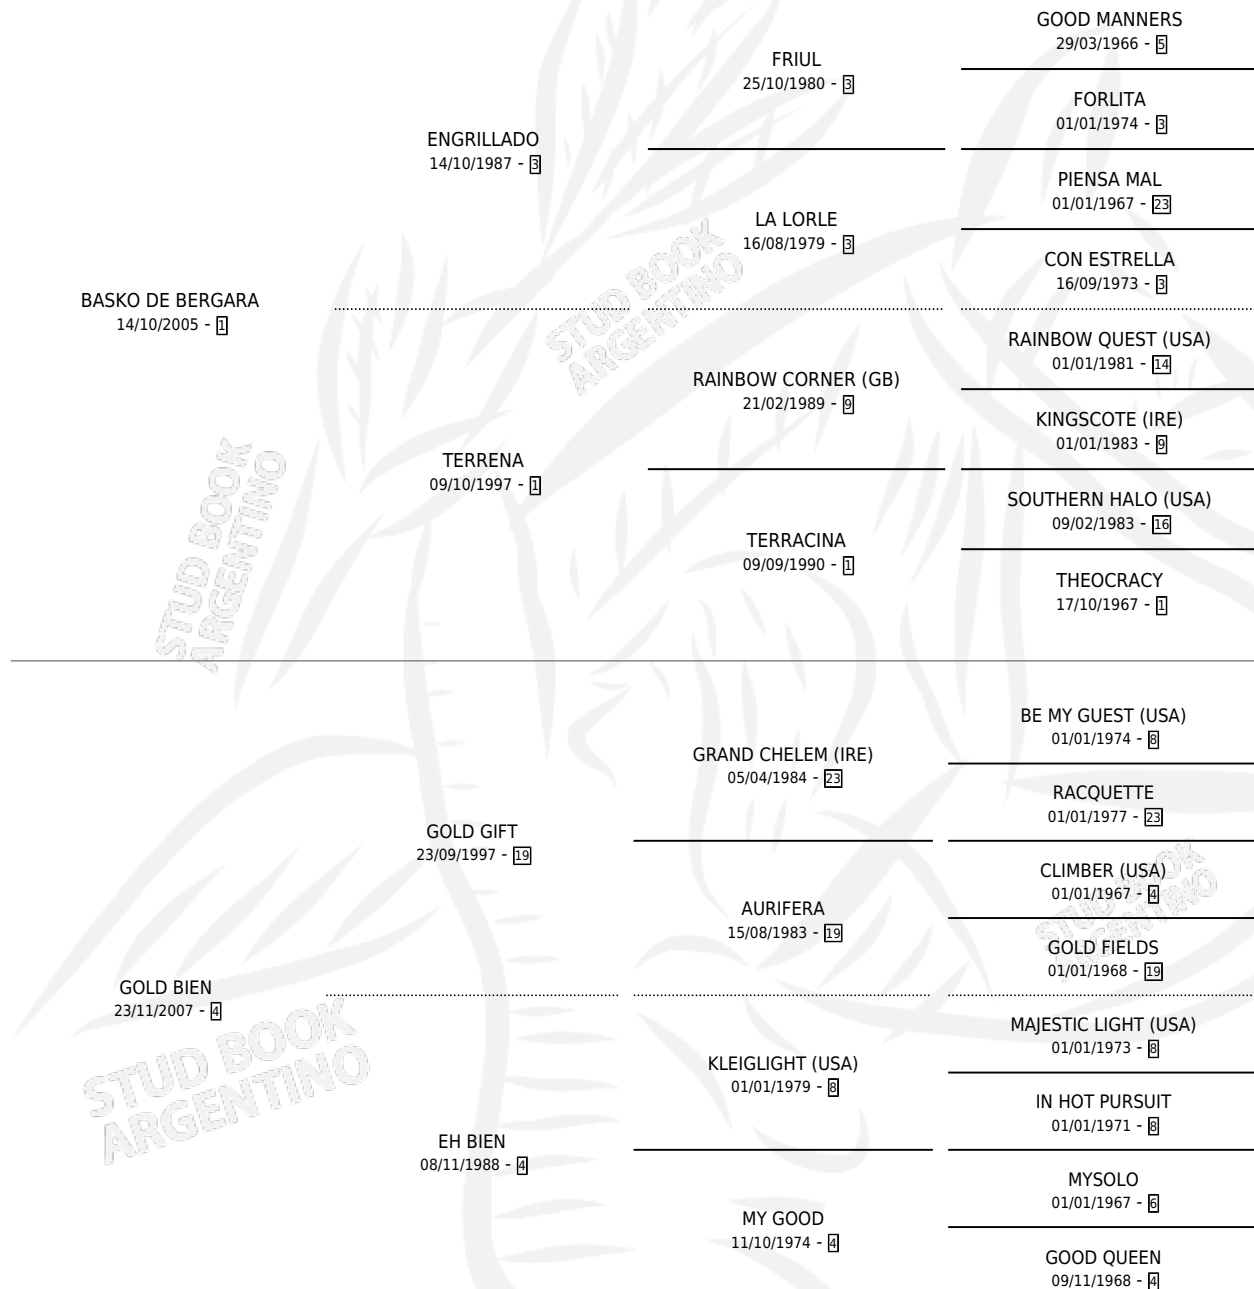 GOOD MANNERS
29/03/1966 - 5
FRIUL
25/10/1980 - 3
FORLITA
01/01/1974 - 3
ENGRILLADO
14/10/1987 - 3
PIENSA MAL
01/01/1967 - 23
LA LORLE
16/08/1979 - 3
CON ESTRELLA
16/09/1973 - 3
BASKO DE BERGARA
14/10/2005 - 1
STUD BOOK
ARGENTINO
RAINBOW QUEST (USA)
01/01/1981 - 14
RAINBOW CORNER (GB)
21/02/1989 - 9
KINGSCOTE (IRE)
01/01/1983 - 9
TERRENA
09/10/1997 - 1
SOUTHERN HALO (USA)
09/02/1983 - 16
TERRACINA
09/09/1990 - 1
THEOCRACY
17/10/1967 - 1
STUD BOOK
ARGENTINO
BE MY GUEST (USA)
01/01/1974 - 8
GRAND CHELEM (IRE)
05/04/1984 - 23
RACQUETTE
01/01/1977 - 23
GOLD GIFT
23/09/1997 - 19
CLIMBER (USA)
01/01/1967 - 4
AURIFERA
15/08/1983 - 19
STUD BOOK
ARGENTINO
GOLD FIELDS
01/01/1968 - 19
GOLD BIEN
23/11/2007 - 4
STUD BOOK
ARGENTINO
MAJESTIC LIGHT (USA)
01/01/1973 - 8
KLEIGLIGHT (USA)
01/01/1979 - 8
IN HOT PURSUIT
01/01/1971 - 8
EH BIEN
08/11/1988 - 4
MYSOLO
01/01/1967 - 6
MY GOOD
11/10/1974 - 4
GOOD QUEEN
09/11/1968 - 4